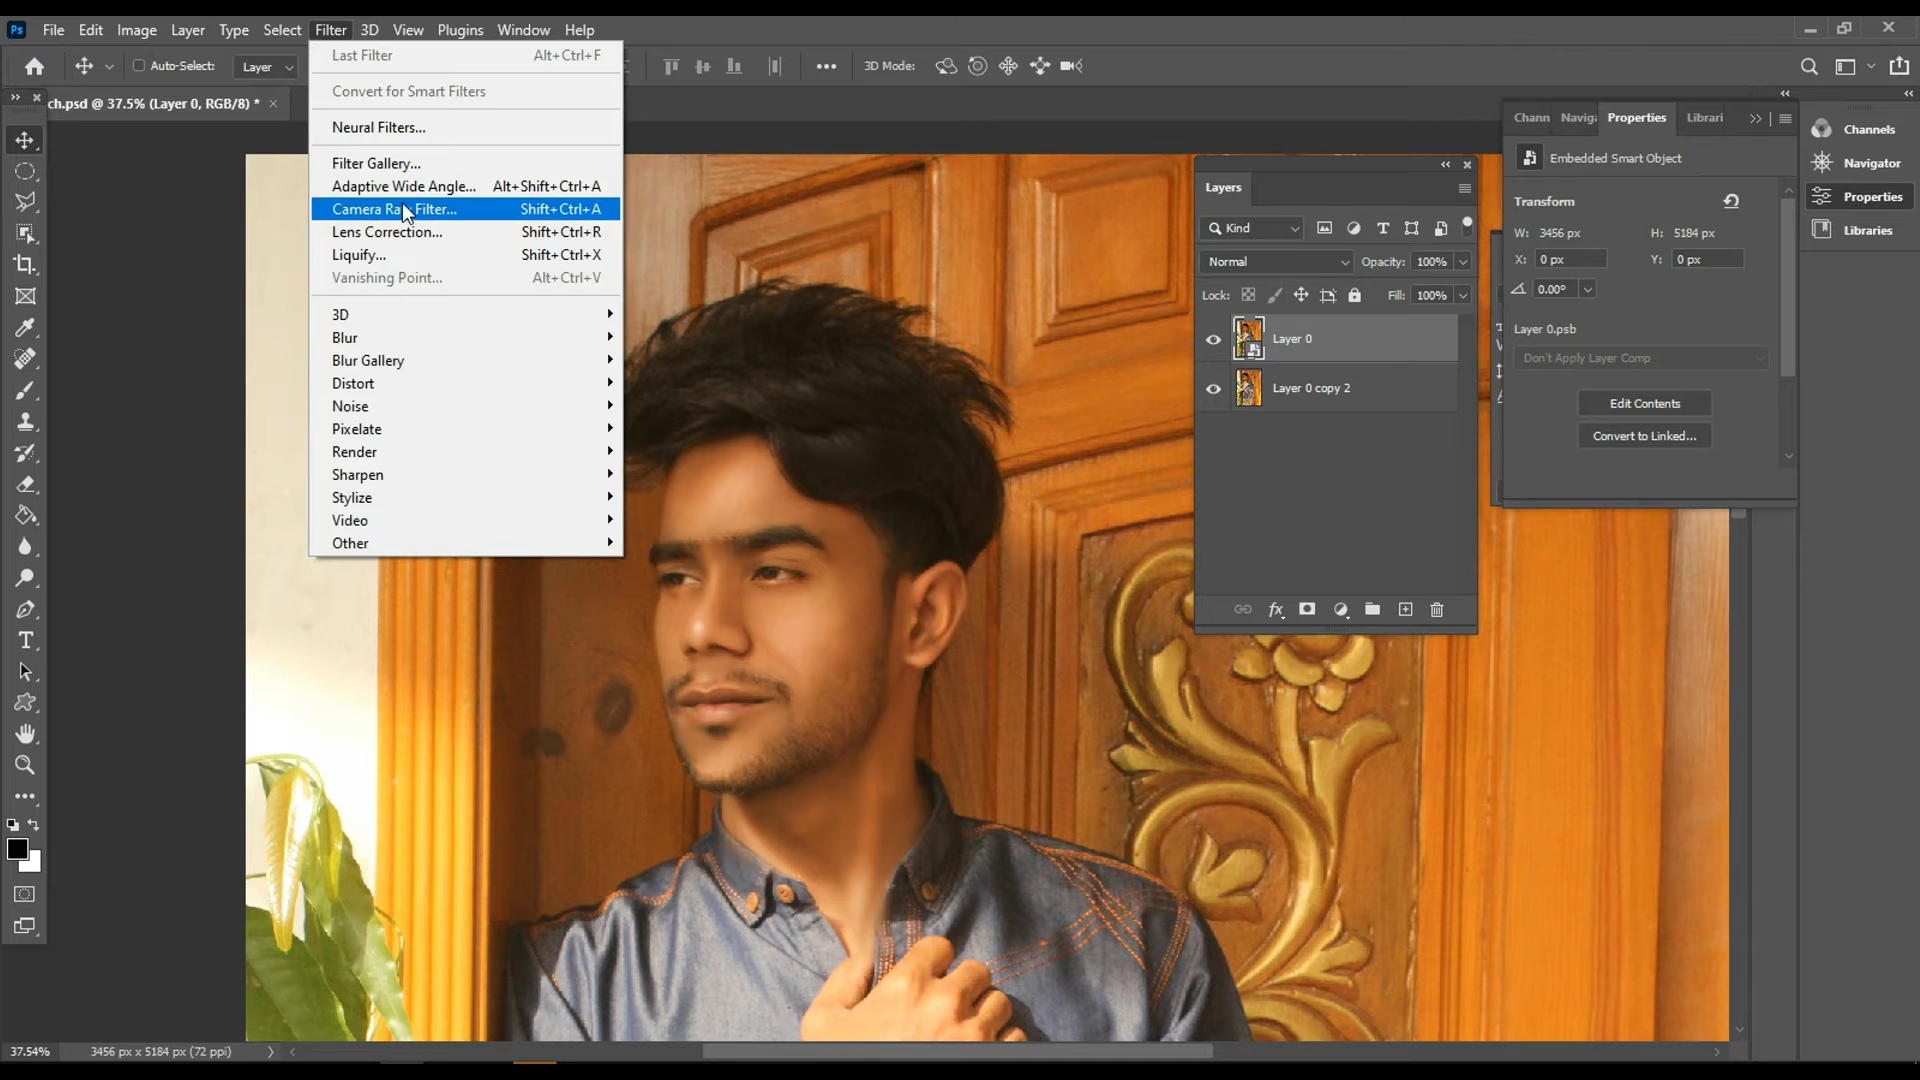 Ps File Edit Image Layer Type Select Filter 3D View Plugins Window Help
Auto-Select: Layer 3D Mode:
ch.psd @ 37.5% (Layer 0, RGB/8) *
Last Filter Alt+Ctrl+F
Convert for Smart Filters
Neural Filters...
Filter Gallery...
Adaptive Wide Angle... Alt+Shift+Ctrl+A
Camera Raw Filter... Shift+Ctrl+A
Lens Correction... Shift+Ctrl+R
Liquify... Shift+Ctrl+X
Vanishing Point... Alt+Ctrl+V
3D
Blur
Blur Gallery
Distort
Noise
Pixelate
Render
Sharpen
Stylize
Video
Other
Layers
Kind
Normal Opacity: 100%
Lock: Fill: 100%
Layer 0
Layer 0 copy 2
fx
Chann Naviga Properties Librari
Embedded Smart Object
Transform
W: 3456 px H: 5184 px
X: 0 px Y: 0 px
0.00°
Layer 0.psb
Don't Apply Layer Comp
Edit Contents
Convert to Linked...
Channels
Navigator
Properties
Libraries
37.54% 3456 px x 5184 px (72 ppi)